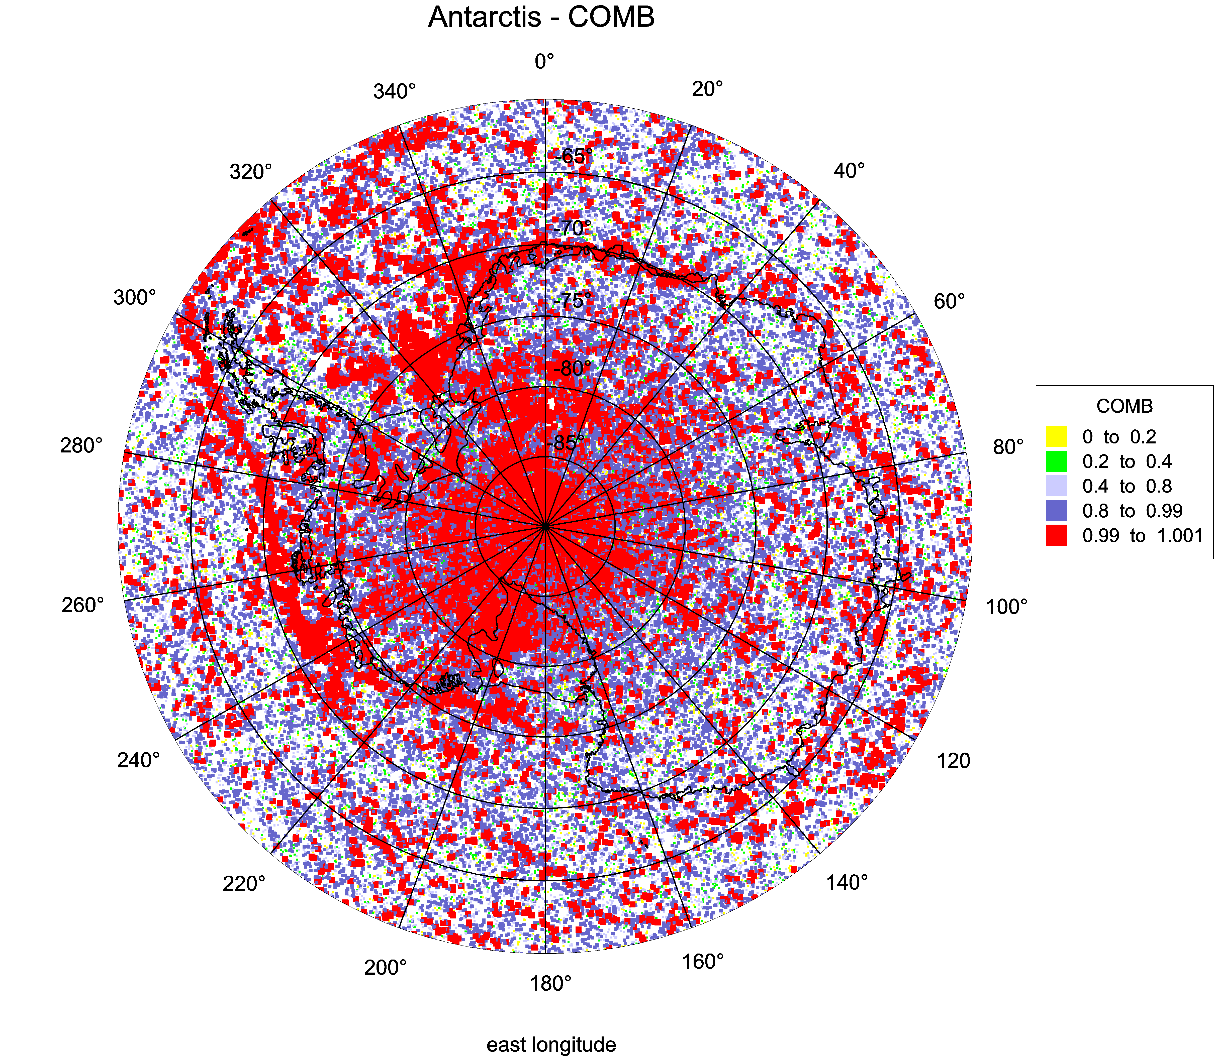 Antarctis - COMB
0°
340°
20°
320°
40°
-65°
-70°
300°
60°
-75°
-80°
280°
80°
-85°
COMB
0 to 0.2
0.2 to 0.4
0.4 to 0.8
0.8 to 0.99
0.99 to 1.001
260°
100°
240°
120
220°
140°
200°
160°
180°
east longitude